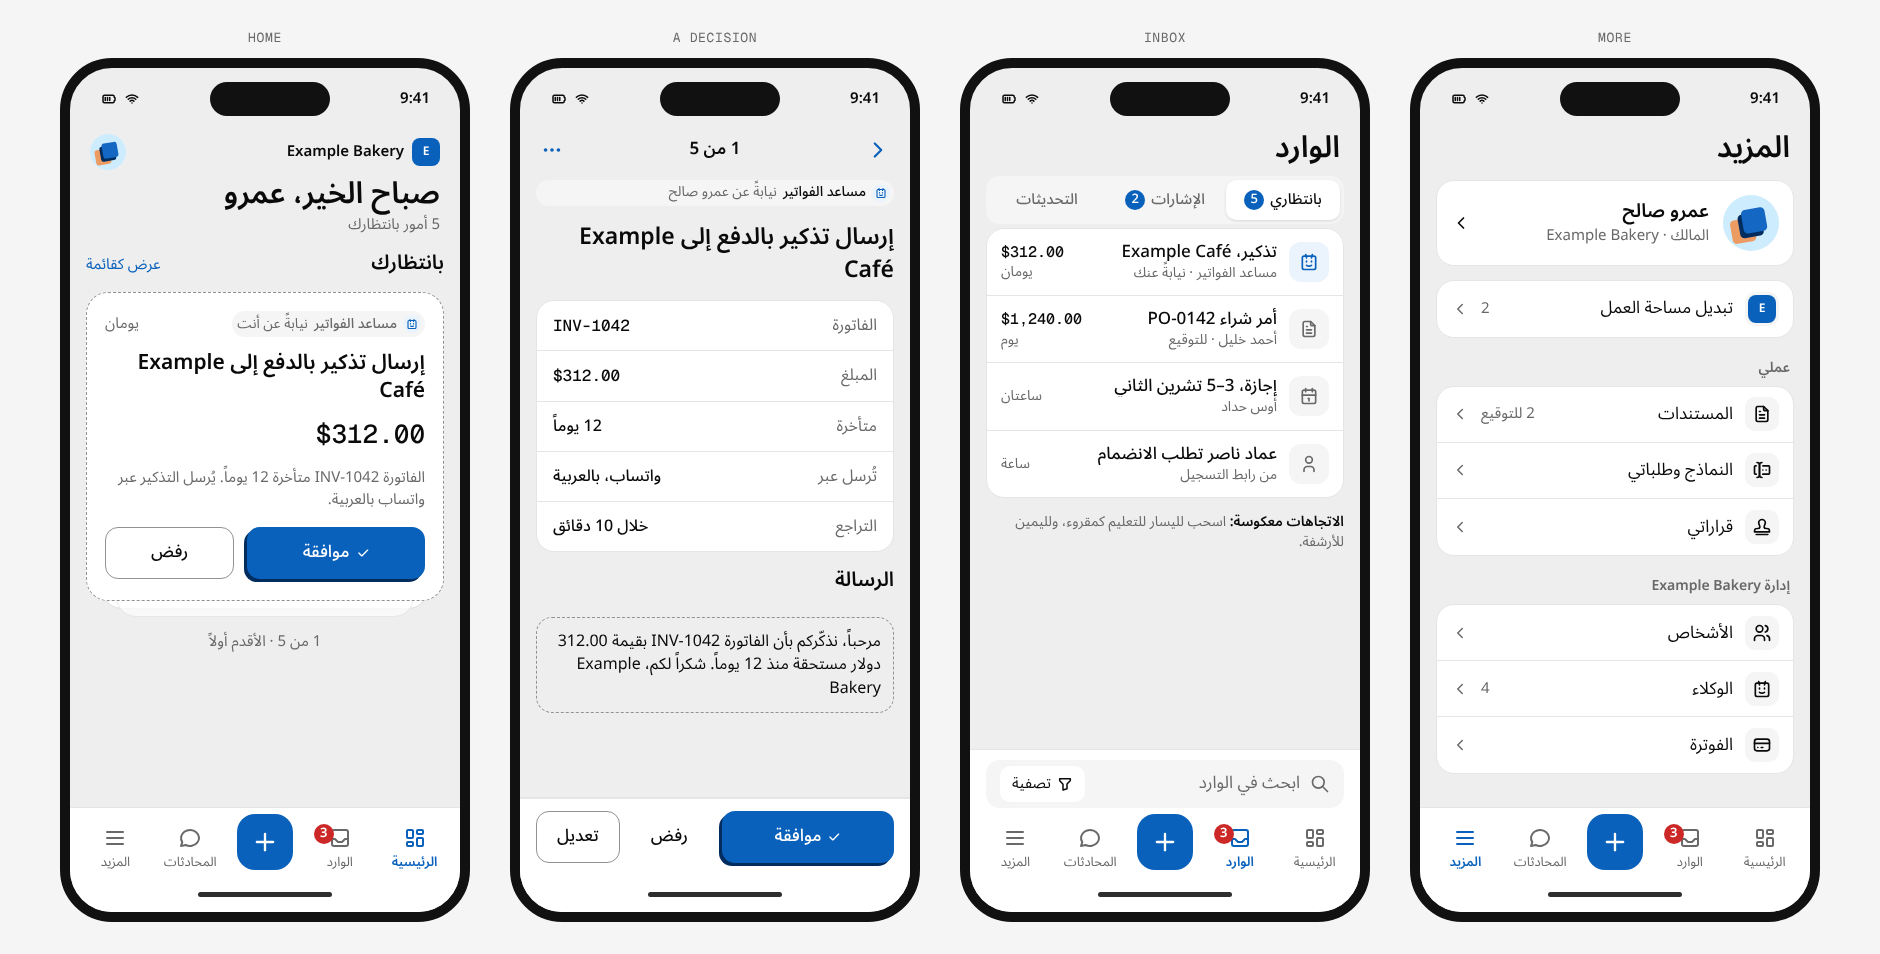 HOME
9:41
E Example Bakery
صباح الخير، عمرو
5 أمور بانتظارك
بانتظارك
عرض كقائمة
مساعد الفواتير نيابةً عن أنت
يومان
إرسال تذكير بالدفع إلى Example
Café
$312.00
الفاتورة INV-1042 متأخرة 12 يوماً. يُرسل التذكير عبر
واتساب بالعربية.
موافقة
رفض
1 من 5 · الأقدم أولاً
الرئيسية
3
الوارد
المحادثات
المزيد
A DECISION
9:41
1 من 5
مساعد الفواتير نيابةً عن عمرو صالح
إرسال تذكير بالدفع إلى Example
Café
الفاتورة INV-1042
المبلغ $312.00
متأخرة 12 يوماً
تُرسل عبر واتساب، بالعربية
التراجع خلال 10 دقائق
الرسالة
مرحباً، نذكّركم بأن الفاتورة INV-1042 بقيمة 312.00
دولار مستحقة منذ 12 يوماً. شكراً لكم، Example
Bakery
موافقة
رفض
تعديل
INBOX
9:41
الوارد
بانتظاري 5
الإشارات 2
التحديثات
تذكير، Example Café $312.00
مساعد الفواتير · نيابةً عنك يومان
أمر شراء PO-0142 $1,240.00
أحمد خليل · للتوقيع يوم
إجازة، 3–5 تشرين الثاني
أوس حداد
ساعتان
عماد ناصر تطلب الانضمام
من رابط التسجيل
ساعة
الاتجاهات معكوسة: اسحب لليسار للتعليم كمقروء، ولليمين
للأرشفة.
ابحث في الوارد
تصفية
الرئيسية
3
الوارد
المحادثات
المزيد
MORE
9:41
المزيد
عمرو صالح
المالك · Example Bakery
E تبديل مساحة العمل 2
عملي
المستندات 2 للتوقيع
النماذج وطلباتي
قراراتي
إدارة Example Bakery
الأشخاص
الوكلاء 4
الفوترة
الرئيسية
3
الوارد
المحادثات
المزيد